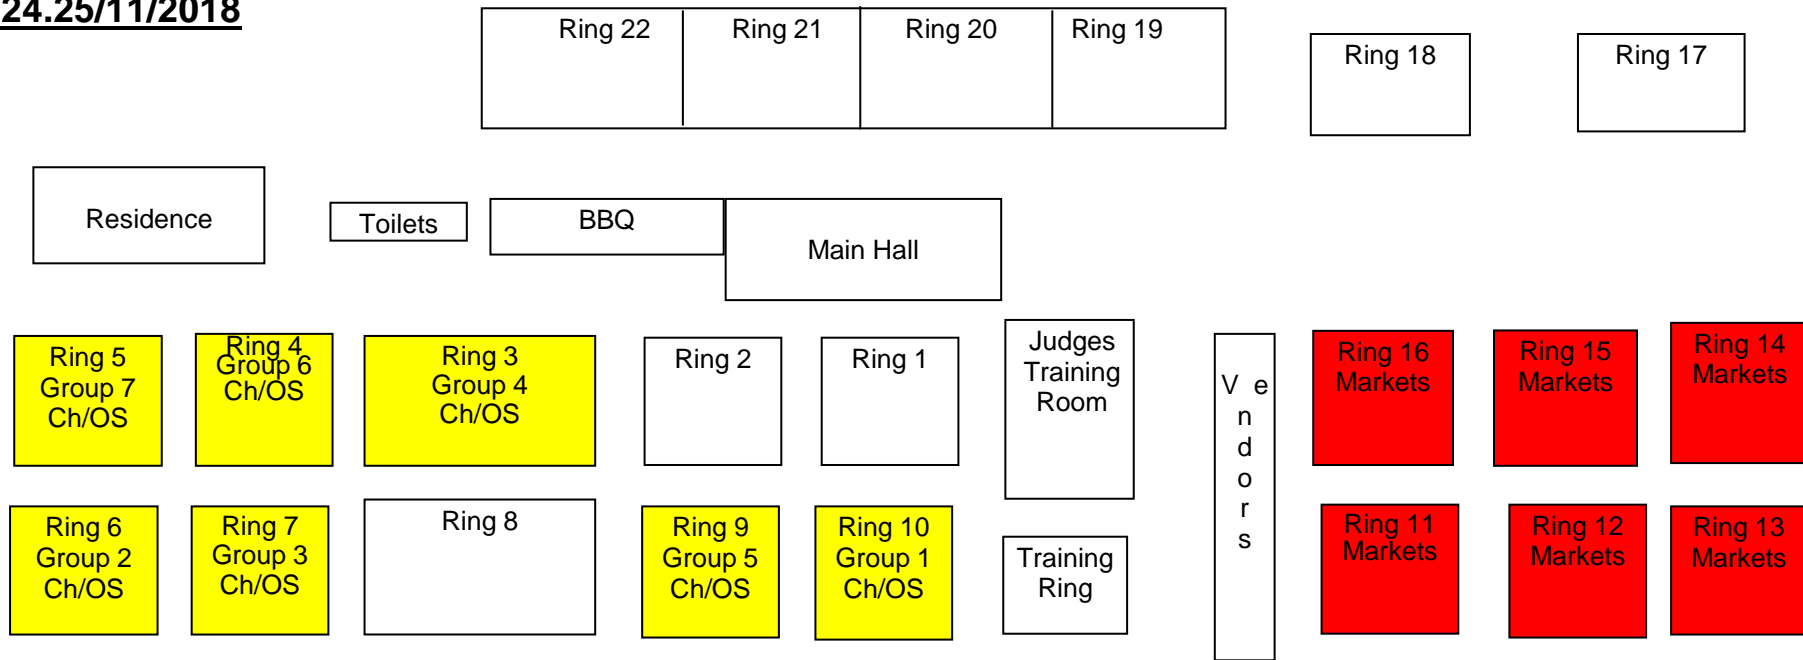 24.25/11/2018
Ring 22
Ring 21
Ring 20
Ring 19
Ring 18
Ring 17
Residence
Toilets
BBQ
Main Hall
Ring 5
Group 7
Ch/OS
Ring 4
Group 6
Ch/OS
Ring 3
Group 4
Ch/OS
Ring 2
Ring 1
Judges
Training
Room
Vendors
Ring 16
Markets
Ring 15
Markets
Ring 14
Markets
Ring 6
Group 2
Ch/OS
Ring 7
Group 3
Ch/OS
Ring 8
Ring 9
Group 5
Ch/OS
Ring 10
Group 1
Ch/OS
Training
Ring
Ring 11
Markets
Ring 12
Markets
Ring 13
Markets